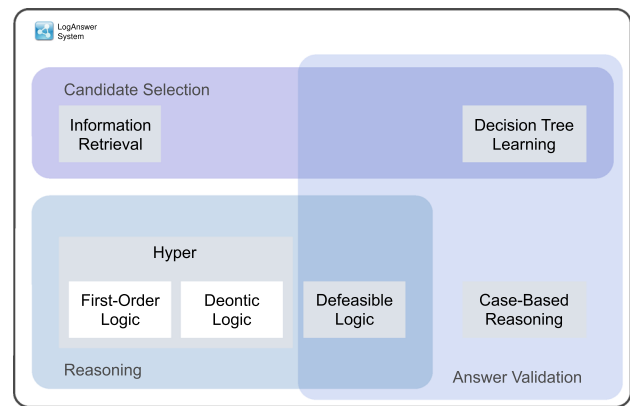 LogAnswer
System
Candidate Selection
Information
Retrieval
Decision Tree
Learning
Hyper
First-Order
Logic
Deontic
Logic
Defeasible
Logic
Case-Based
Reasoning
Reasoning
Answer Validation